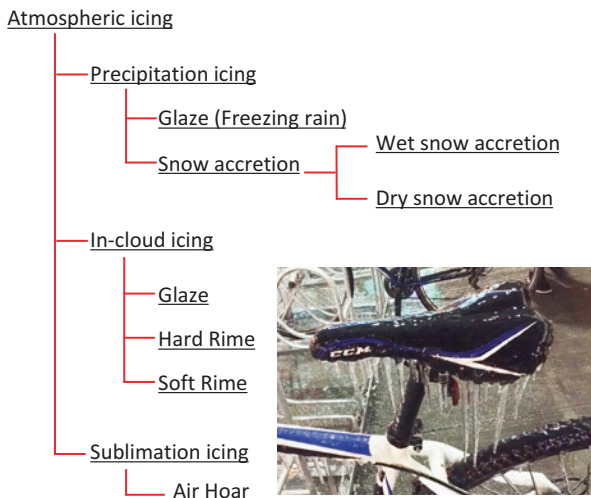 Atmospheric icing
Precipitation icing
Glaze (Freezing rain)
Snow accretion
Wet snow accretion
Dry snow accretion
In-cloud icing
Glaze
Hard Rime
Soft Rime
CCM
Sublimation icing
Air Hoar